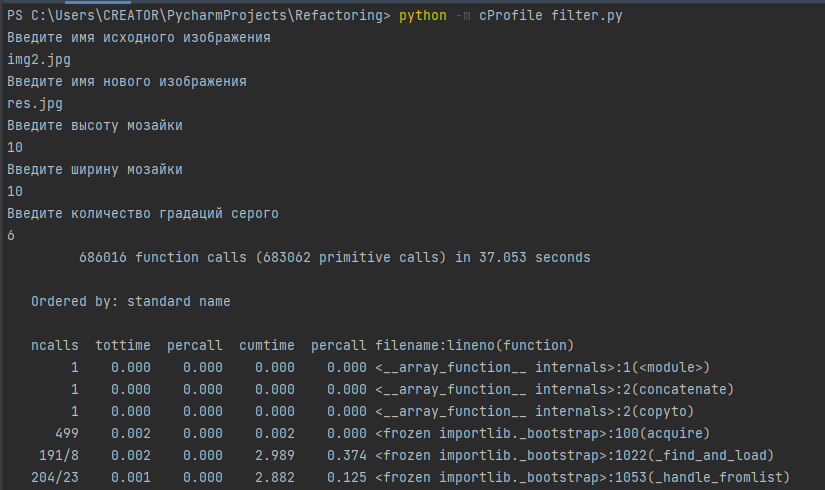 PS C:\Users\CREATOR\PycharmProjects\Refactoring> python -m cProfile filter.py
Введите имя исходного изображения
img2.jpg
Введите имя нового изображения
res.jpg
Введите высоту мозайки
10
Введите ширину мозайки
10
Введите количество градаций серого
6
686016 function calls (683062 primitive calls) in 37.053 seconds
Ordered by: standard name
ncalls tottime percall cumtime percall filename:lineno(function)
1 0.000 0.000 0.000 0.000 <__array_function__ internals>:1(<module>)
1 0.000 0.000 0.000 0.000 <__array_function__ internals>:2(concatenate)
1 0.000 0.000 0.000 0.000 <__array_function__ internals>:2(copyto)
499 0.002 0.000 0.002 0.000 <frozen importlib._bootstrap>:100(acquire)
191/8 0.002 0.000 2.989 0.374 <frozen importlib._bootstrap>:1022(_find_and_load)
204/23 0.001 0.000 2.882 0.125 <frozen importlib._bootstrap>:1053(_handle_fromlist)